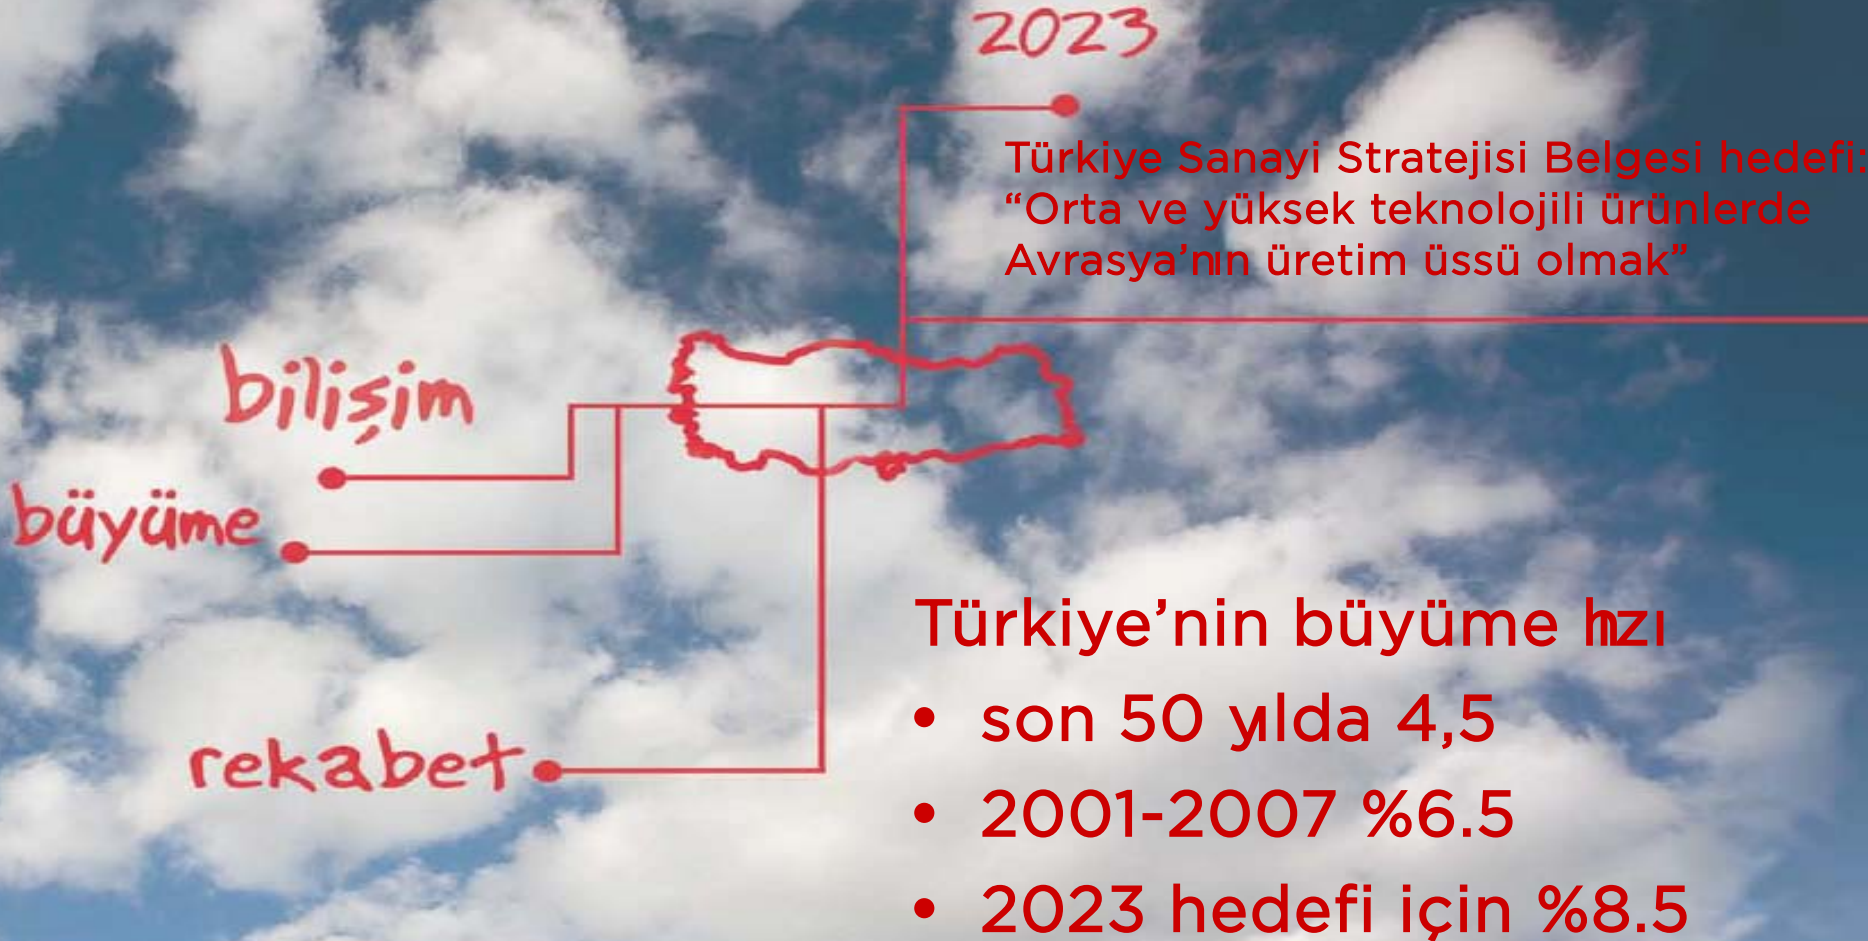 2023
Türkiye Sanayi Stratejisi Belgesi hedefi:
“Orta ve yüksek teknolojili ürünlerde
Avrasya’nın üretim üssü olmak”
bilişim
büyüme
rekabet
Türkiye’nin büyüme hızı
• son 50 yılda 4,5
• 2001-2007 %6.5
• 2023 hedefi için %8.5